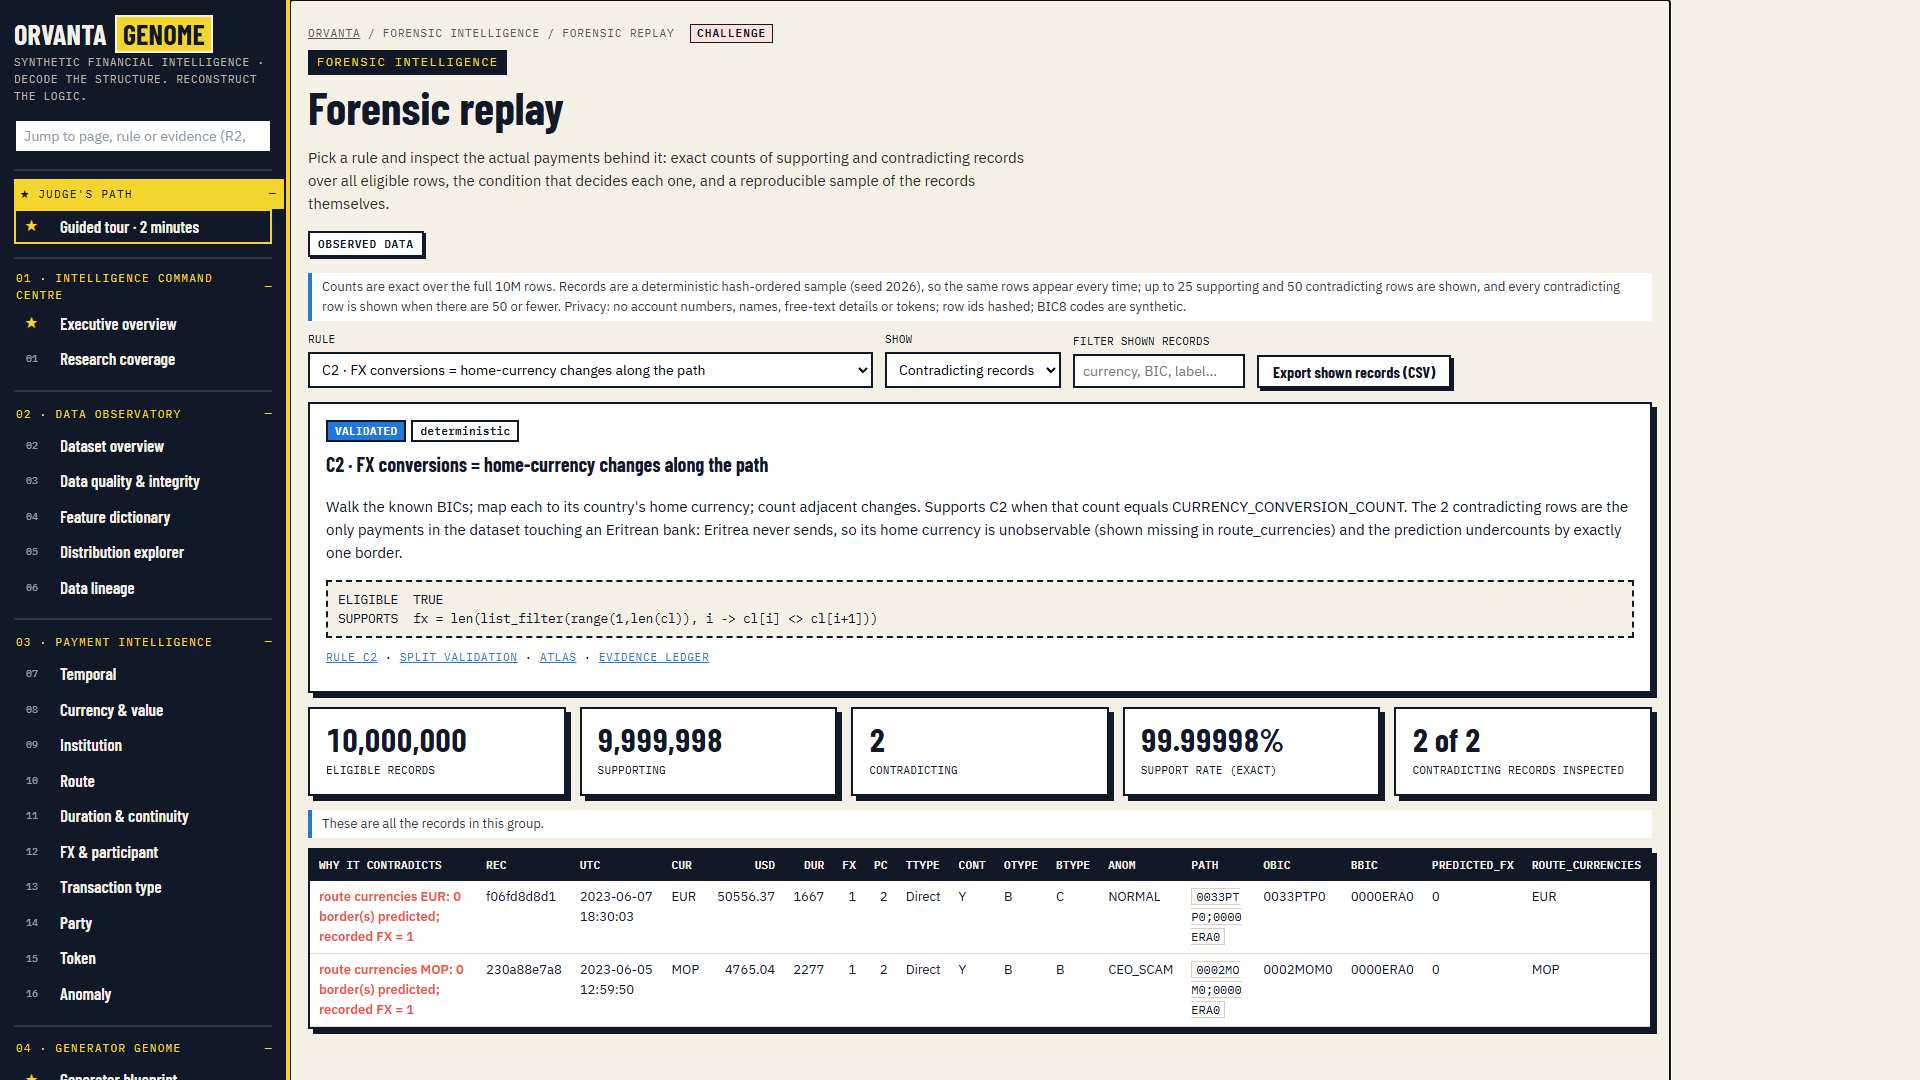 ORVANTA GENOME
SYNTHETIC FINANCIAL INTELLIGENCE ·
DECODE THE STRUCTURE. RECONSTRUCT
THE LOGIC.
Jump to page, rule or evidence (R2,
★ JUDGE'S PATH –
★ Guided tour · 2 minutes
01 · INTELLIGENCE COMMAND
CENTRE –
★ Executive overview
01 Research coverage
02 · DATA OBSERVATORY –
02 Dataset overview
03 Data quality & integrity
04 Feature dictionary
05 Distribution explorer
06 Data lineage
03 · PAYMENT INTELLIGENCE –
07 Temporal
08 Currency & value
09 Institution
10 Route
11 Duration & continuity
12 FX & participant
13 Transaction type
14 Party
15 Token
16 Anomaly
04 · GENERATOR GENOME –
★ Generator blueprint
ORVANTA / FORENSIC INTELLIGENCE / FORENSIC REPLAY CHALLENGE
FORENSIC INTELLIGENCE
Forensic replay
Pick a rule and inspect the actual payments behind it: exact counts of supporting and contradicting records
over all eligible rows, the condition that decides each one, and a reproducible sample of the records
themselves.
OBSERVED DATA
Counts are exact over the full 10M rows. Records are a deterministic hash-ordered sample (seed 2026), so the same rows appear every time; up to 25 supporting and 50 contradicting rows are shown, and every contradicting
row is shown when there are 50 or fewer. Privacy: no account numbers, names, free-text details or tokens; row ids hashed; BIC8 codes are synthetic.
RULE SHOW FILTER SHOWN RECORDS
C2 · FX conversions = home-currency changes along the path Contradicting records currency, BIC, label... Export shown records (CSV)
VALIDATED deterministic
C2 · FX conversions = home-currency changes along the path
Walk the known BICs; map each to its country's home currency; count adjacent changes. Supports C2 when that count equals CURRENCY_CONVERSION_COUNT. The 2 contradicting rows are the
only payments in the dataset touching an Eritrean bank: Eritrea never sends, so its home currency is unobservable (shown missing in route_currencies) and the prediction undercounts by exactly
one border.
ELIGIBLE TRUE
SUPPORTS fx = len(list_filter(range(1,len(cl)), i -> cl[i] <> cl[i+1]))
RULE C2 · SPLIT VALIDATION · ATLAS · EVIDENCE LEDGER
10,000,000 9,999,998 2 99.99998% 2 of 2
ELIGIBLE RECORDS SUPPORTING CONTRADICTING SUPPORT RATE (EXACT) CONTRADICTING RECORDS INSPECTED
These are all the records in this group.
WHY IT CONTRADICTS REC UTC CUR USD DUR FX PC TTYPE CONT OTYPE BTYPE ANOM PATH OBIC BBIC PREDICTED_FX ROUTE_CURRENCIES
route currencies EUR: 0 f06fd8d8d1 2023-06-07 EUR 50556.37 1667 1 2 Direct Y B C NORMAL 0033PT 0033PTP0 0000ERA0 0 EUR
border(s) predicted; 18:30:03 P0;0000
recorded FX = 1 ERA0
route currencies MOP: 0 230a88e7a8 2023-06-05 MOP 4765.04 2277 1 2 Direct Y B B CEO_SCAM 0002MO 0002MOM0 0000ERA0 0 MOP
border(s) predicted; 12:59:50 M0;0000
recorded FX = 1 ERA0